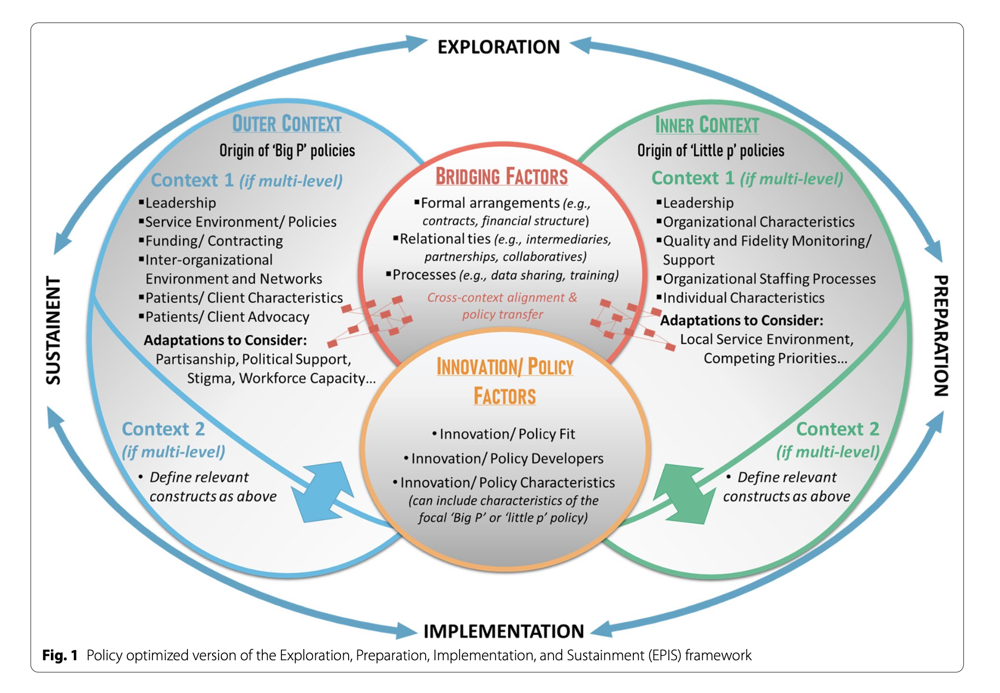 EXPLORATION
OUTER CONTEXT
Origin of ‘Big P’ policies
Context 1 (if multi-level)
▪Leadership
▪Service Environment/ Policies
▪Funding/ Contracting
▪Inter-organizational
Environment and Networks
▪Patients/ Client Characteristics
▪Patients/ Client Advocacy
Adaptations to Consider:
Partisanship, Political Support,
Stigma, Workforce Capacity...
Context 2
(if multi-level)
• Define relevant
constructs as above
BRIDGING FACTORS
▪Formal arrangements (e.g.,
contracts, financial structure)
▪Relational ties (e.g., intermediaries,
partnerships, collaboratives)
▪Processes (e.g., data sharing, training)
Cross-context alignment &
policy transfer
INNOVATION/ POLICY
FACTORS
• Innovation/ Policy Fit
• Innovation/ Policy Developers
• Innovation/ Policy Characteristics
(can include characteristics of the
focal ‘Big P’ or ‘little p’ policy)
INNER CONTEXT
Origin of ‘Little p’ policies
Context 1 (if multi-level)
▪Leadership
▪Organizational Characteristics
▪Quality and Fidelity Monitoring/
Support
▪Organizational Staffing Processes
▪Individual Characteristics
Adaptations to Consider:
Local Service Environment,
Competing Priorities...
Context 2
(if multi-level)
• Define relevant
constructs as above
SUSTAINENT
PREPARATION
IMPLEMENTATION
Fig. 1 Policy optimized version of the Exploration, Preparation, Implementation, and Sustainment (EPIS) framework